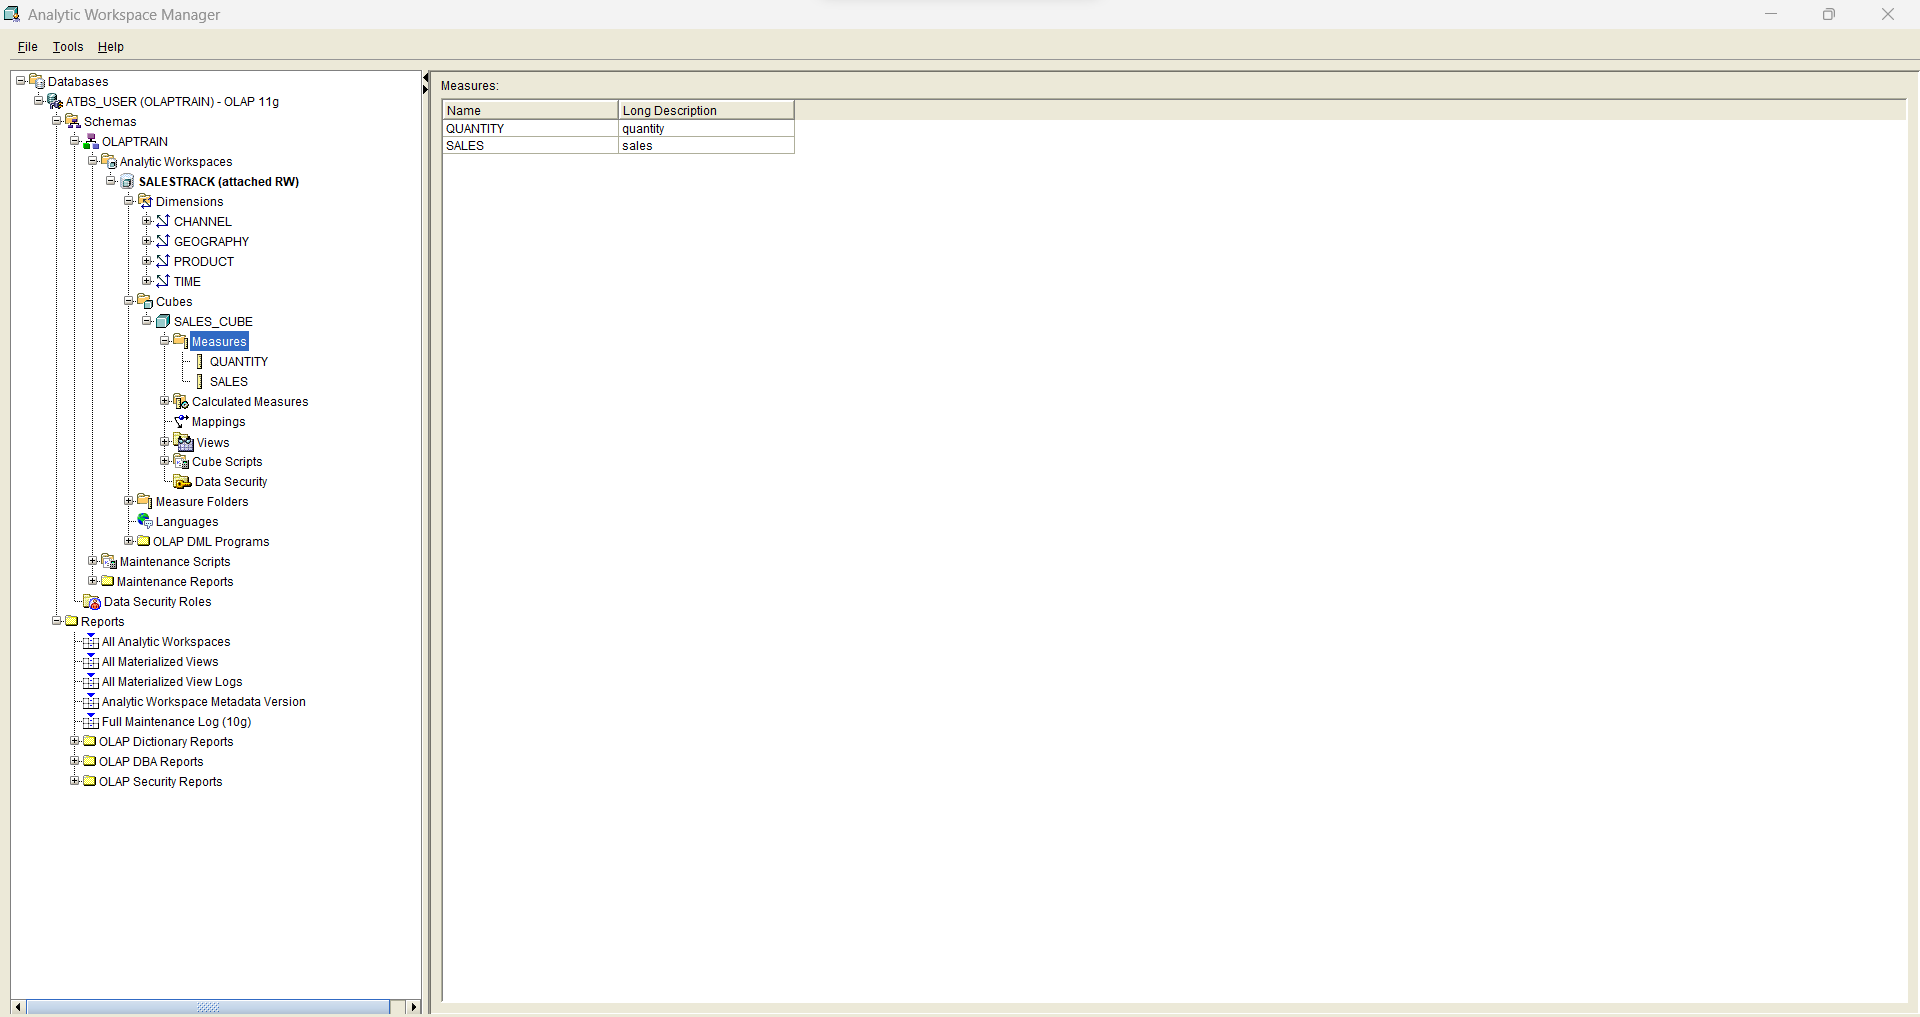 Analytic Workspace Manager
File Tools Help
Databases
ATBS_USER (OLAPTRAIN) - OLAP 11g
Schemas
OLAPTRAIN
Analytic Workspaces
SALESTRACK (attached RW)
Dimensions
CHANNEL
GEOGRAPHY
PRODUCT
TIME
Cubes
SALES_CUBE
Measures
QUANTITY
SALES
Calculated Measures
Mappings
Views
Cube Scripts
Data Security
Measure Folders
Languages
OLAP DML Programs
Maintenance Scripts
Maintenance Reports
Data Security Roles
Reports
All Analytic Workspaces
All Materialized Views
All Materialized View Logs
Analytic Workspace Metadata Version
Full Maintenance Log (10g)
OLAP Dictionary Reports
OLAP DBA Reports
OLAP Security Reports
Measures:
Name Long Description
QUANTITY quantity
SALES sales